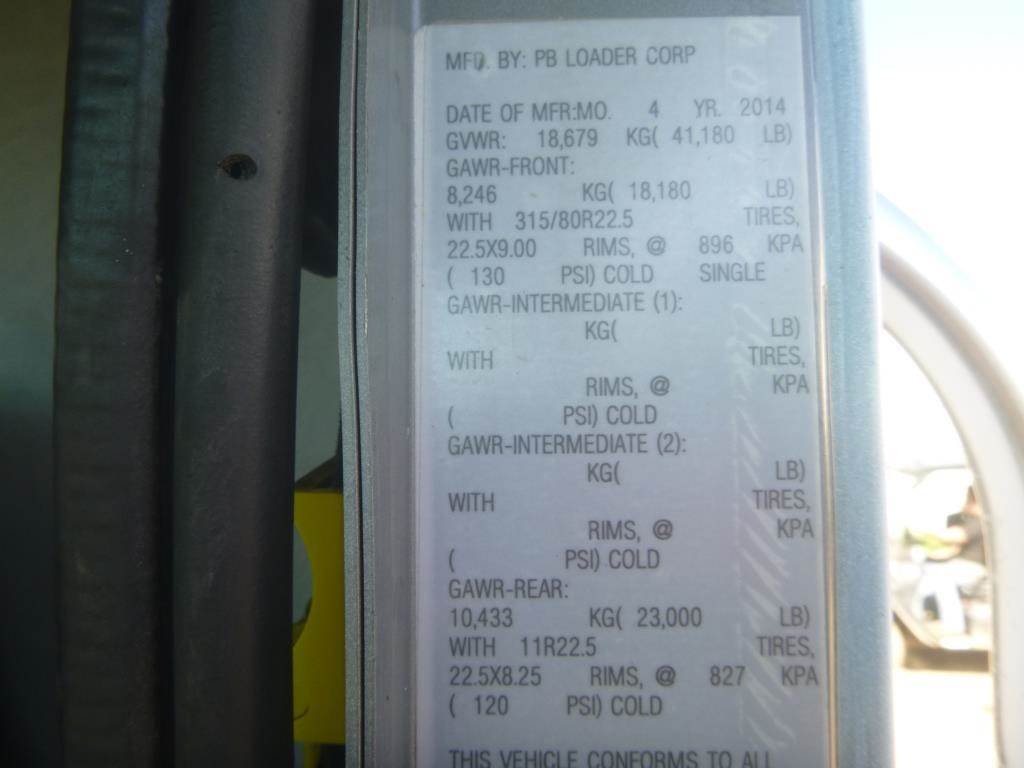 MFD. BY: PB LOADER CORP
DATE OF MFR:MO. 4 YR. 2014
GVWR: 18,679 KG( 41,180 LB)
GAWR-FRONT:
8,246 KG( 18,180 LB)
WITH 315/80R22.5 TIRES,
22.5X9.00 RIMS, @ 896 KPA
( 130 PSI) COLD SINGLE
GAWR-INTERMEDIATE (1):
KG( LB)
WITH TIRES,
RIMS, @ KPA
( PSI) COLD
GAWR-INTERMEDIATE (2):
KG( LB)
WITH TIRES,
RIMS, @ KPA
( PSI) COLD
GAWR-REAR:
10,433 KG( 23,000 LB)
WITH 11R22.5 TIRES,
22.5X8.25 RIMS, @ 827 KPA
( 120 PSI) COLD
THIS VEHICLE CONFORMS TO ALL